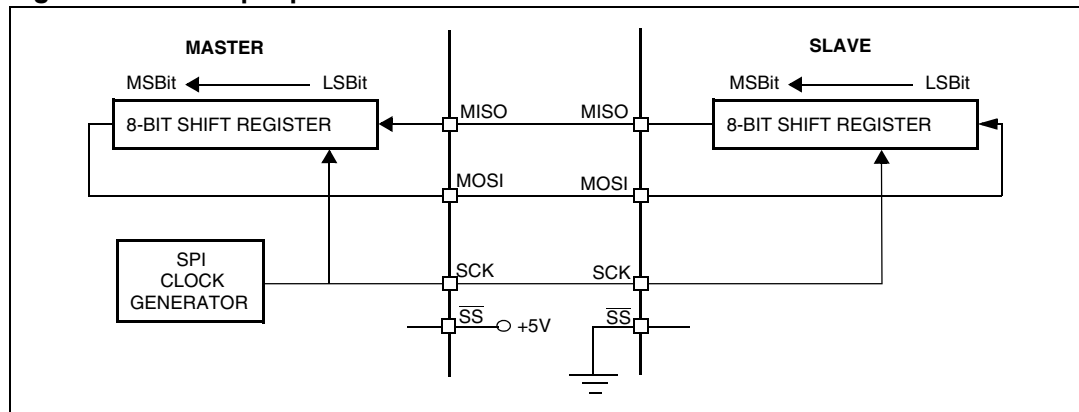 MASTER
SLAVE
MSBit LSBit
MSBit LSBit
8-BIT SHIFT REGISTER
MISO
MISO
8-BIT SHIFT REGISTER
MOSI
MOSI
SPI
CLOCK
GENERATOR
SCK
SCK
SS
+5V
SS